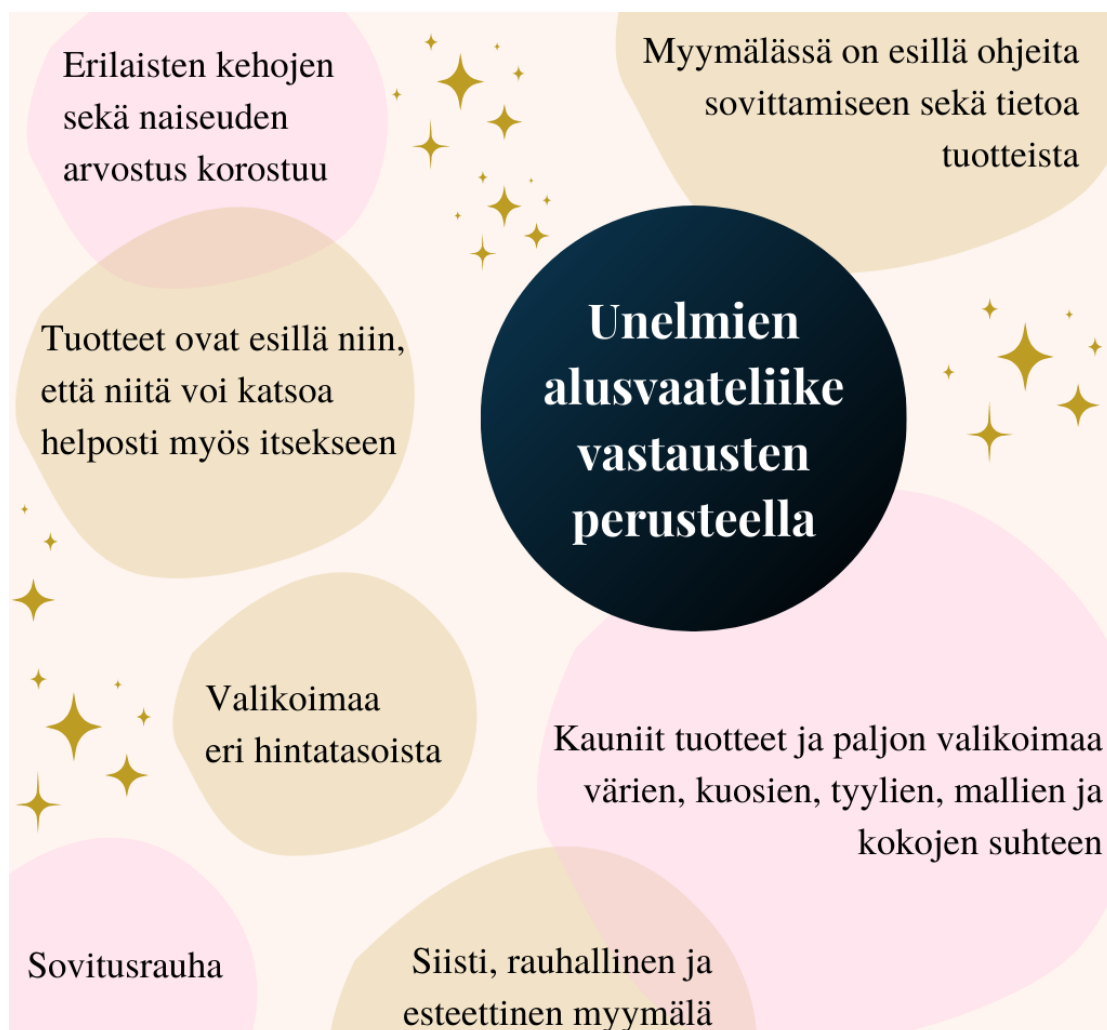 Erilaisten kehojen
sekä naiseuden
arvostus korostuu
Myymälässä on esillä ohjeita
sovittamiseen sekä tietoa
tuotteista
Tuotteet ovat esillä niin,
että niitä voi katsoa
helposti myös itsekseen
Unelmien
alusvaateliike
vastausten
perusteella
Valikoimaa
eri hintatasoista
Kauniit tuotteet ja paljon valikoimaa
värien, kuosien, tyylien, mallien ja
kokojen suhteen
Sovitusrauha
Siisti, rauhallinen ja
esteettinen myymälä